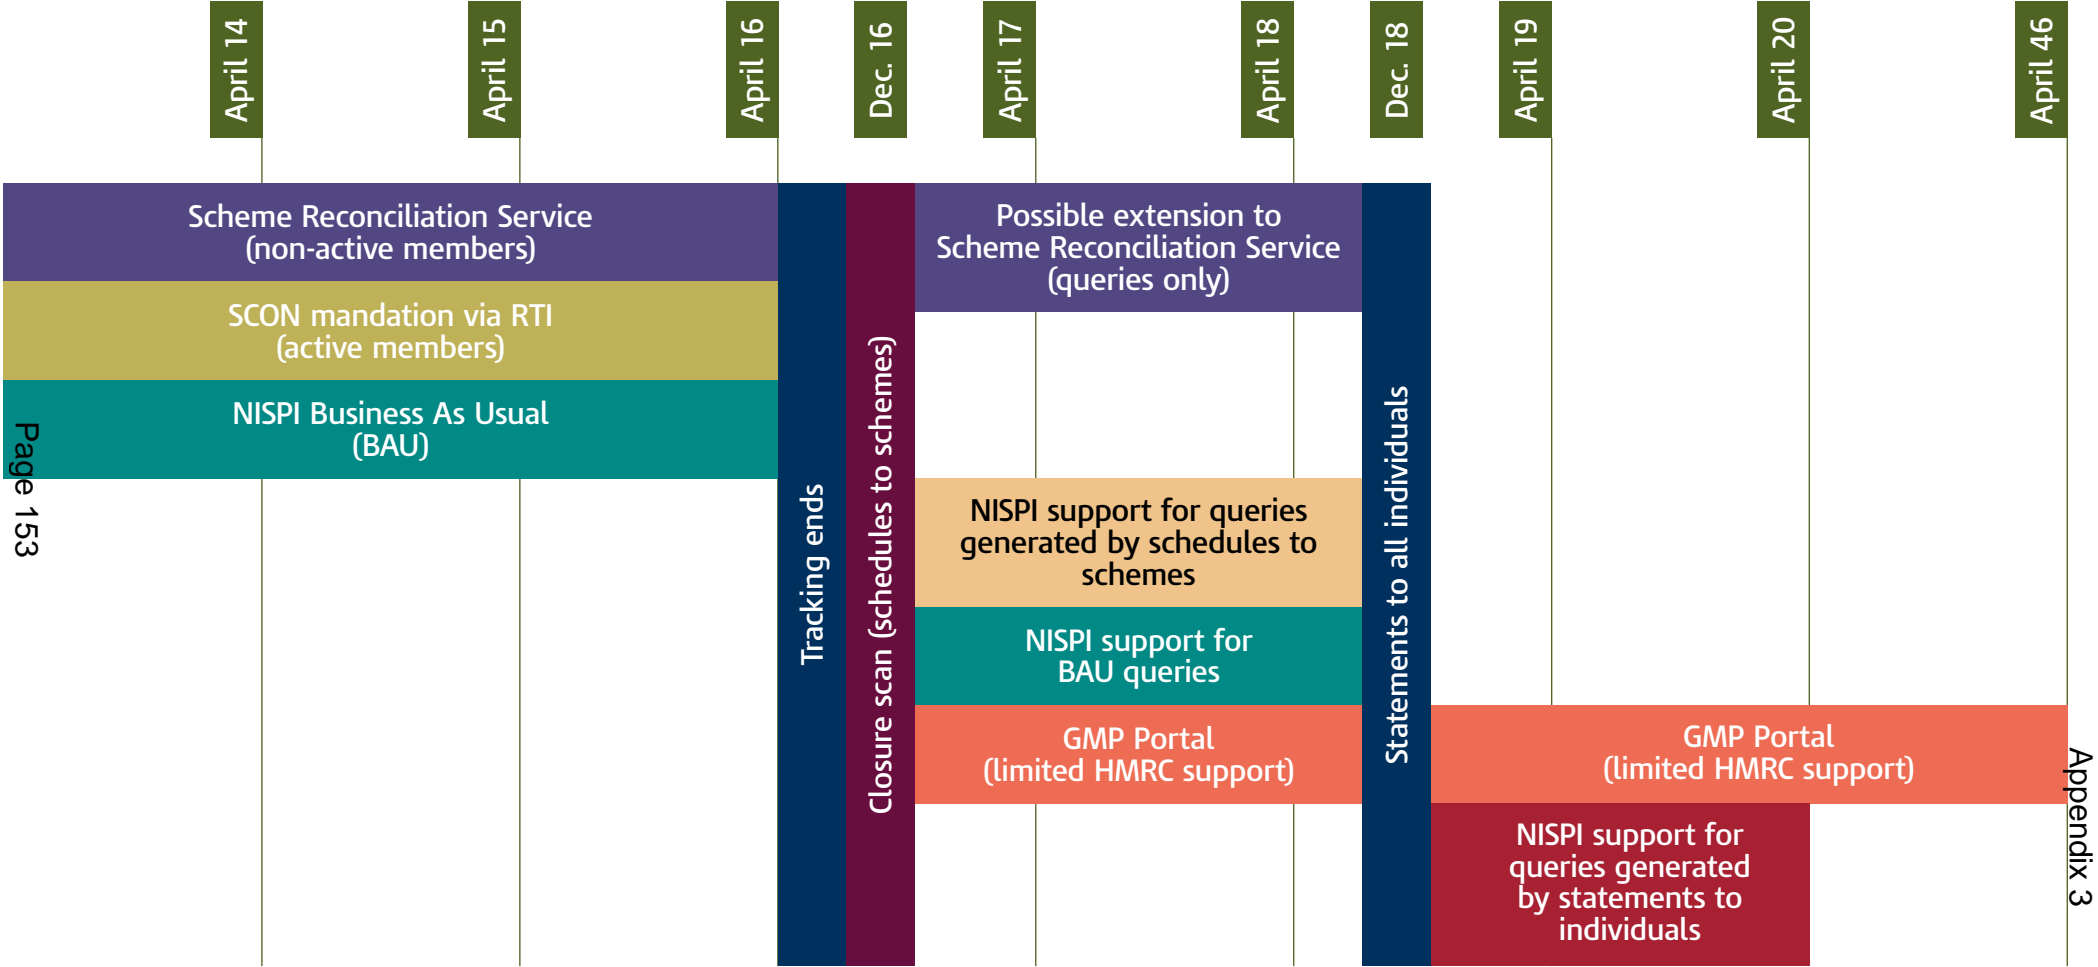 April 14
April 15
April 16
Dec. 16
April 17
April 18
Dec. 18
April 19
April 20
April 46
Scheme Reconciliation Service
(non-active members)
SCON mandation via RTI
(active members)
NISPI Business As Usual
(BAU)
Tracking ends
Closure scan (schedules to schemes)
Possible extension to
Scheme Reconciliation Service
(queries only)
NISPI support for queries
generated by schedules to
schemes
NISPI support for
BAU queries
GMP Portal
(limited HMRC support)
Statements to all individuals
GMP Portal
(limited HMRC support)
NISPI support for
queries generated
by statements to
individuals
Page 153
Appendix 3